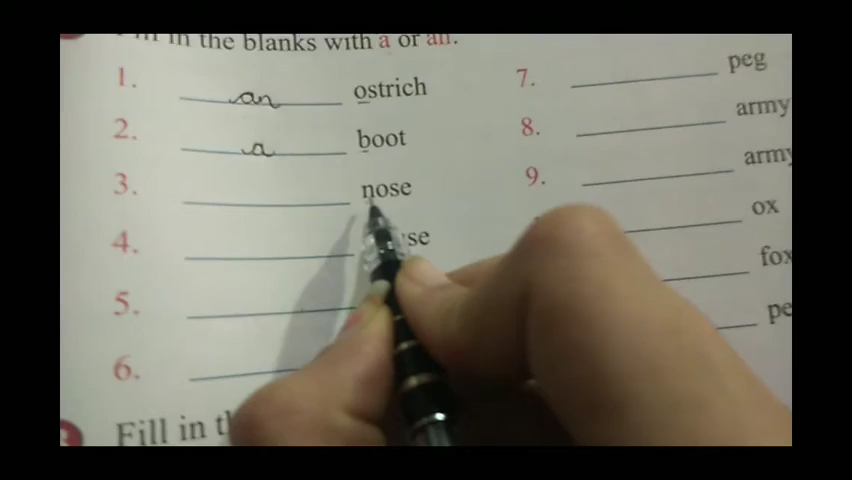 in the blanks with a or an.
1. an ostrich
2. a boot
3. nose
4.
5.
6.
7. peg
8. army
9. army
ox
fox
Fill in